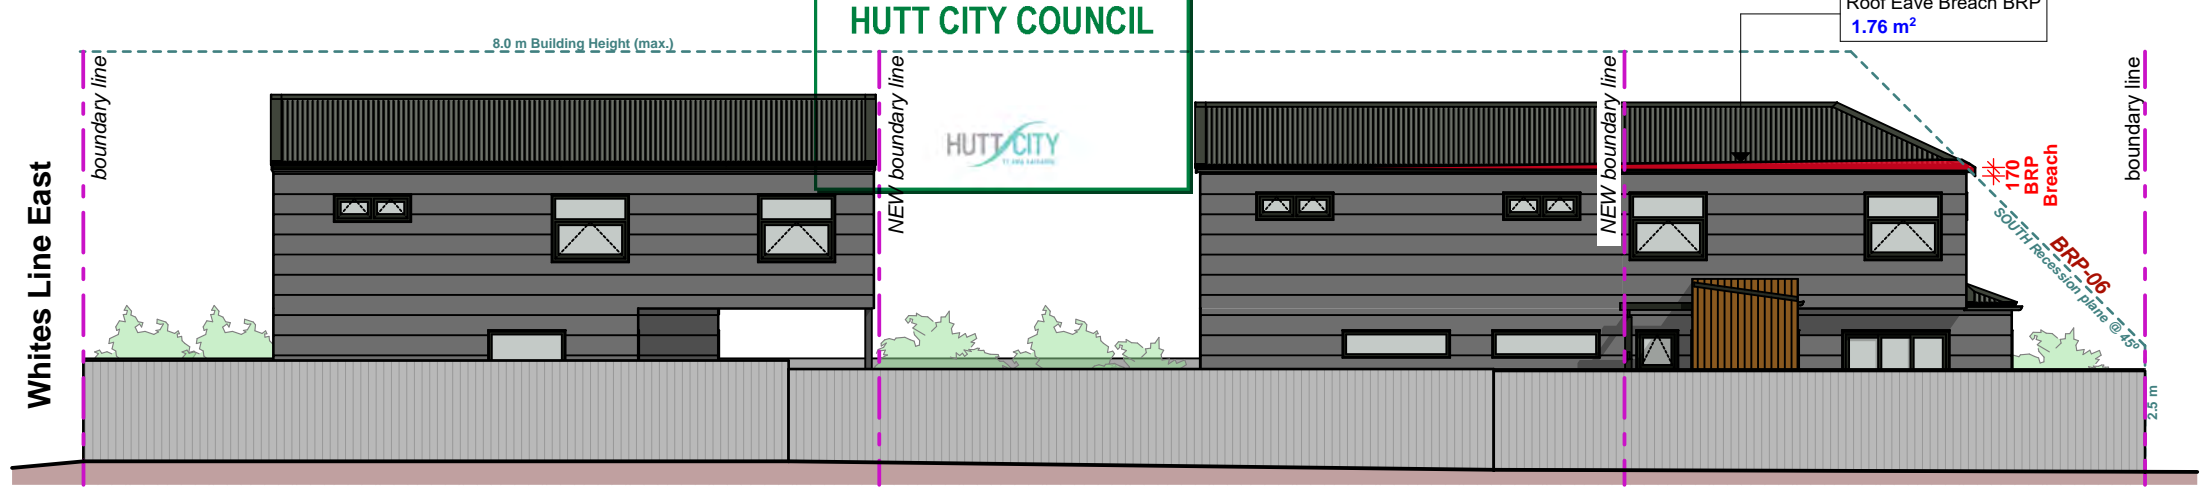 HUTT CITY COUNCIL
Roof Eave Breach BRP
1.76 m²
8.0 m Building Height (max.)
boundary line
NEW boundary line
NEW boundary line
boundary line
HUTT CITY
Whites Line East
170
BRP
Breach
BRP-06
SOUTH Recession plane @ 45º
2.5 m